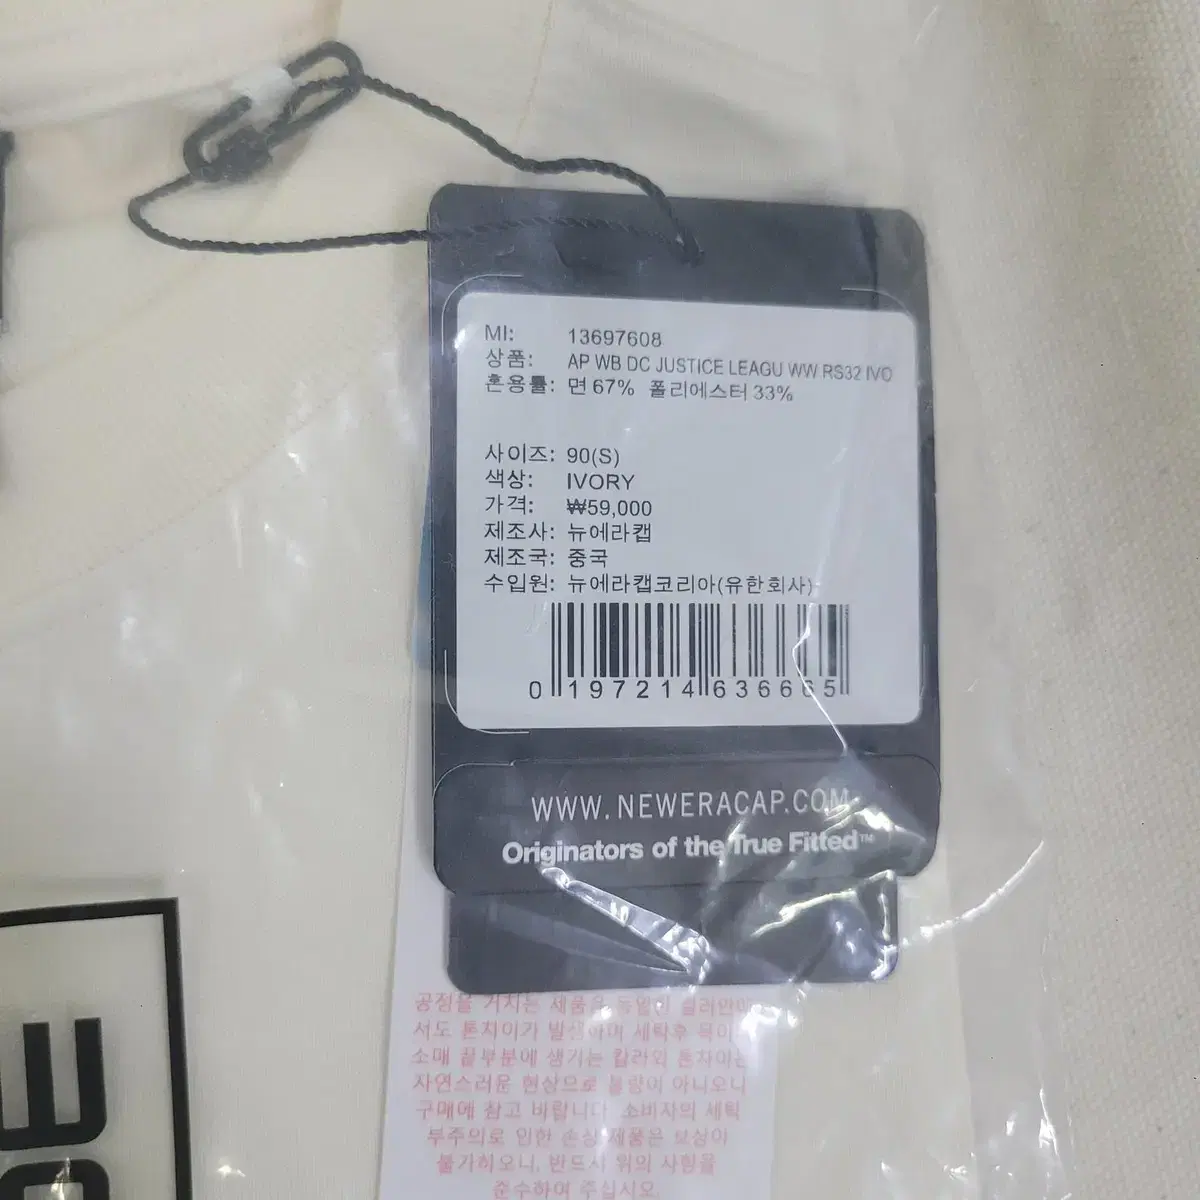 MI: 13697608
상품: AP WB DC JUSTICE LEAGU WW RS32 IVO
혼용률: 면 67% 폴리에스터 33%
사이즈: 90(S)
색상: IVORY
가격: ₩59,000
제조사: 뉴에라캡
제조국: 중국
수입원: 뉴에라캡코리아(유한회사)
0 197214 636665
WWW.NEWERACAP.COM
Originators of the True Fitted™
공정을 거치는 제품은 동일한 컬러안에
서도 톤차이가 발생하며 세탁후 목이
소매 끝부분에 생기는 칼라의 톤차이는
자연스러운 현상으로 불량이 아니오니
구매에 참고 바랍니다. 소비자의 세탁
부주의로 인한 손상 제품은 보상이
불가하오니, 반드시 위의 사항을
준수하여 주십시오.